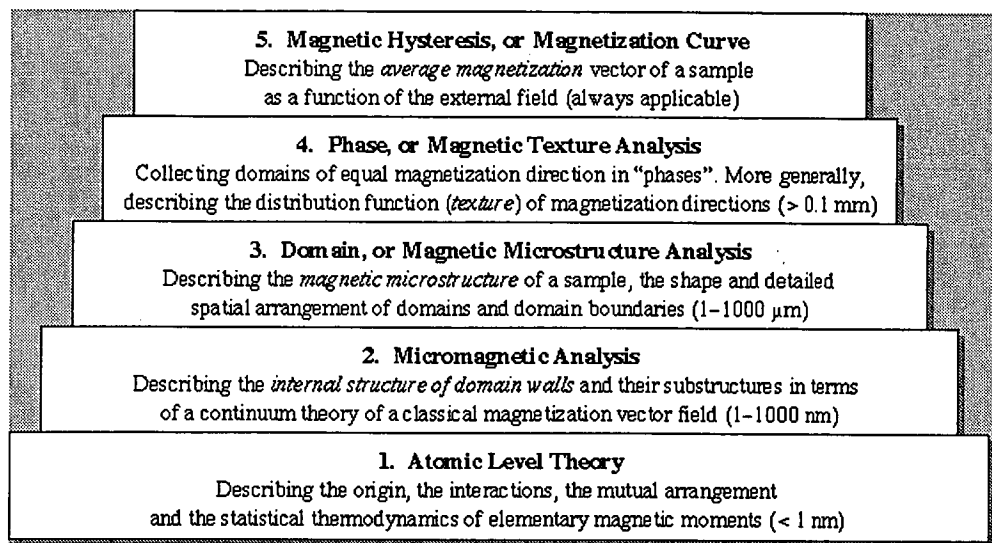 5. Magnetic Hysteresis, or Magnetization Curve
Describing the average magnetization vector of a sample
as a function of the external field (always applicable)
4. Phase, or Magnetic Texture Analysis
Collecting domains of equal magnetization direction in “phases”. More generally,
describing the distribution function (texture) of magnetization directions (> 0.1 mm)
3. Domain, or Magnetic Microstructure Analysis
Describing the magnetic microstructure of a sample, the shape and detailed
spatial arrangement of domains and domain boundaries (1–1000 μm)
2. Micromagnetic Analysis
Describing the internal structure of domain walls and their substructures in terms
of a continuum theory of a classical magnetization vector field (1–1000 nm)
1. Atomic Level Theory
Describing the origin, the interactions, the mutual arrangement
and the statistical thermodynamics of elementary magnetic moments (< 1 nm)